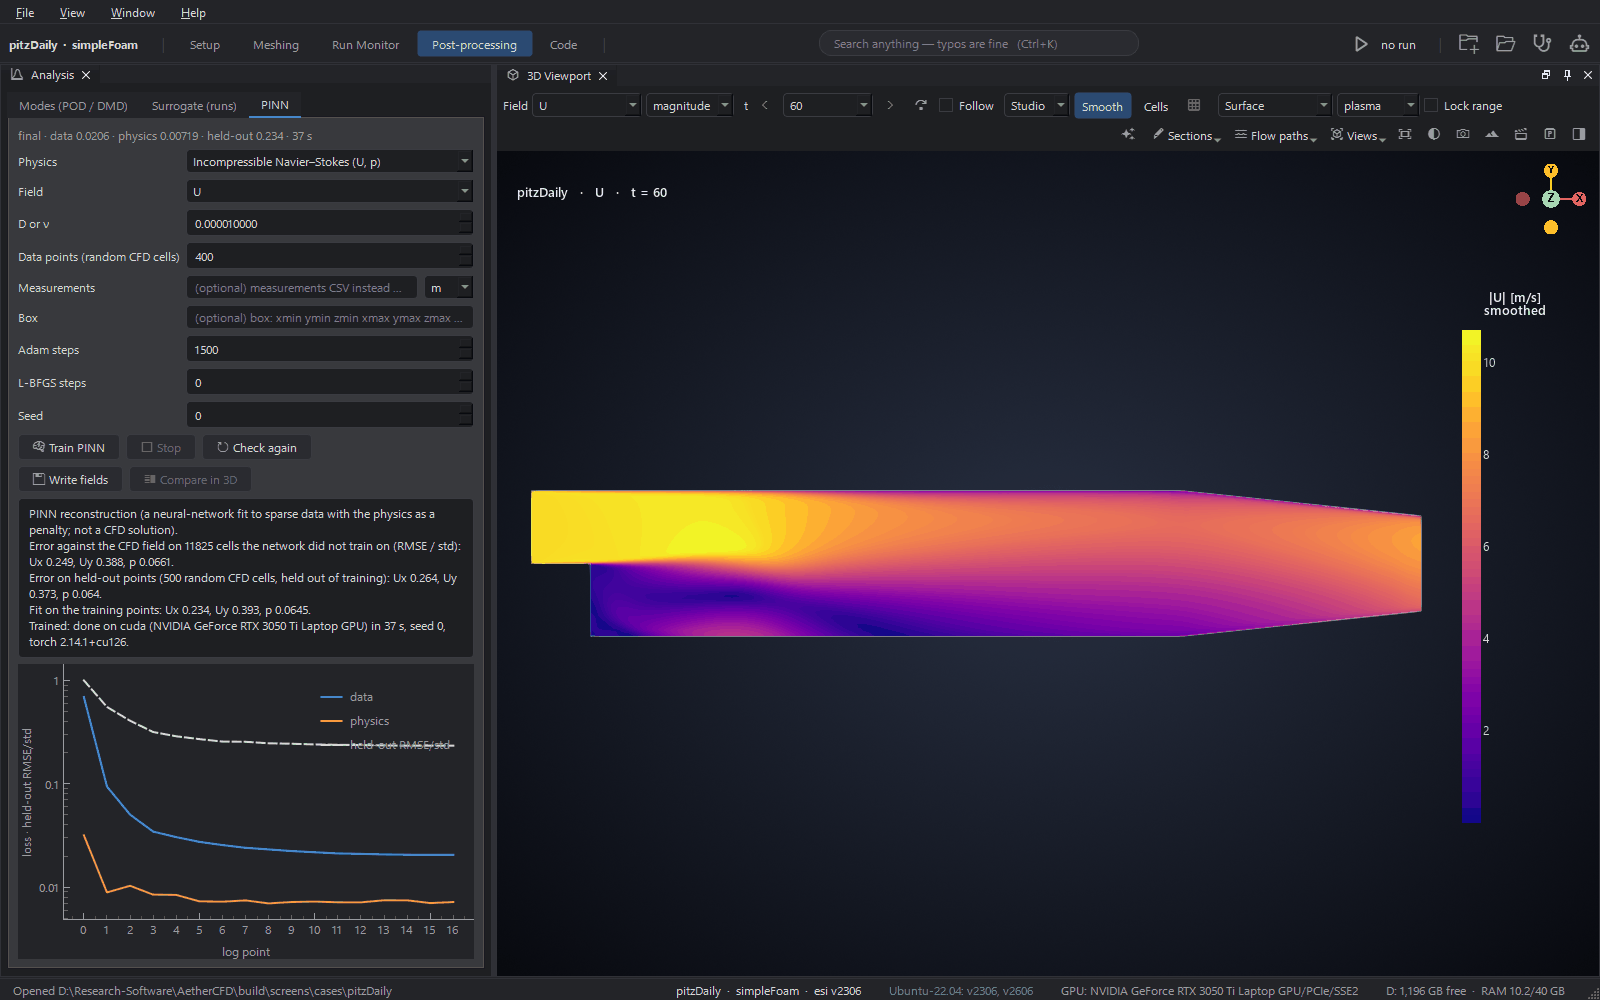 File View Window Help
pitzDaily · simpleFoam Setup Meshing Run Monitor Post-processing Code Search anything — typos are fine (Ctrl+K) no run
Analysis
Modes (POD / DMD) Surrogate (runs) PINN
final · data 0.0206 · physics 0.00719 · held-out 0.234 · 37 s
Physics Incompressible Navier–Stokes (U, p)
Field U
D or ν 0.000010000
Data points (random CFD cells) 400
Measurements (optional) measurements CSV instead ... m
Box (optional) box: xmin ymin zmin xmax ymax zmax ...
Adam steps 1500
L-BFGS steps 0
Seed 0
Train PINN Stop Check again
Write fields Compare in 3D
PINN reconstruction (a neural-network fit to sparse data with the physics as a
penalty; not a CFD solution).
Error against the CFD field on 11825 cells the network did not train on (RMSE / std):
Ux 0.249, Uy 0.388, p 0.0661.
Error on held-out points (500 random CFD cells, held out of training): Ux 0.264, Uy
0.373, p 0.064.
Fit on the training points: Ux 0.234, Uy 0.393, p 0.0645.
Trained: done on cuda (NVIDIA GeForce RTX 3050 Ti Laptop GPU) in 37 s, seed 0,
torch 2.14.1+cu126.
loss · held-out RMSE/std
1
0.1
0.01
data
physics
held-out RMSE/std
0 1 2 3 4 5 6 7 8 9 10 11 12 13 14 15 16
log point
3D Viewport
Field U magnitude t 60 Follow Studio Smooth Cells Surface plasma Lock range
Sections Flow paths Views
pitzDaily · U · t = 60
Y
Z X
|U| [m/s]
smoothed
10
8
6
4
2
Opened D:\Research-Software\AetherCFD\build\screens\cases\pitzDaily pitzDaily · simpleFoam · esi v2306 Ubuntu-22.04: v2306, v2606 GPU: NVIDIA GeForce RTX 3050 Ti Laptop GPU/PCIe/SSE2 D: 1,196 GB free · RAM 10.2/40 GB